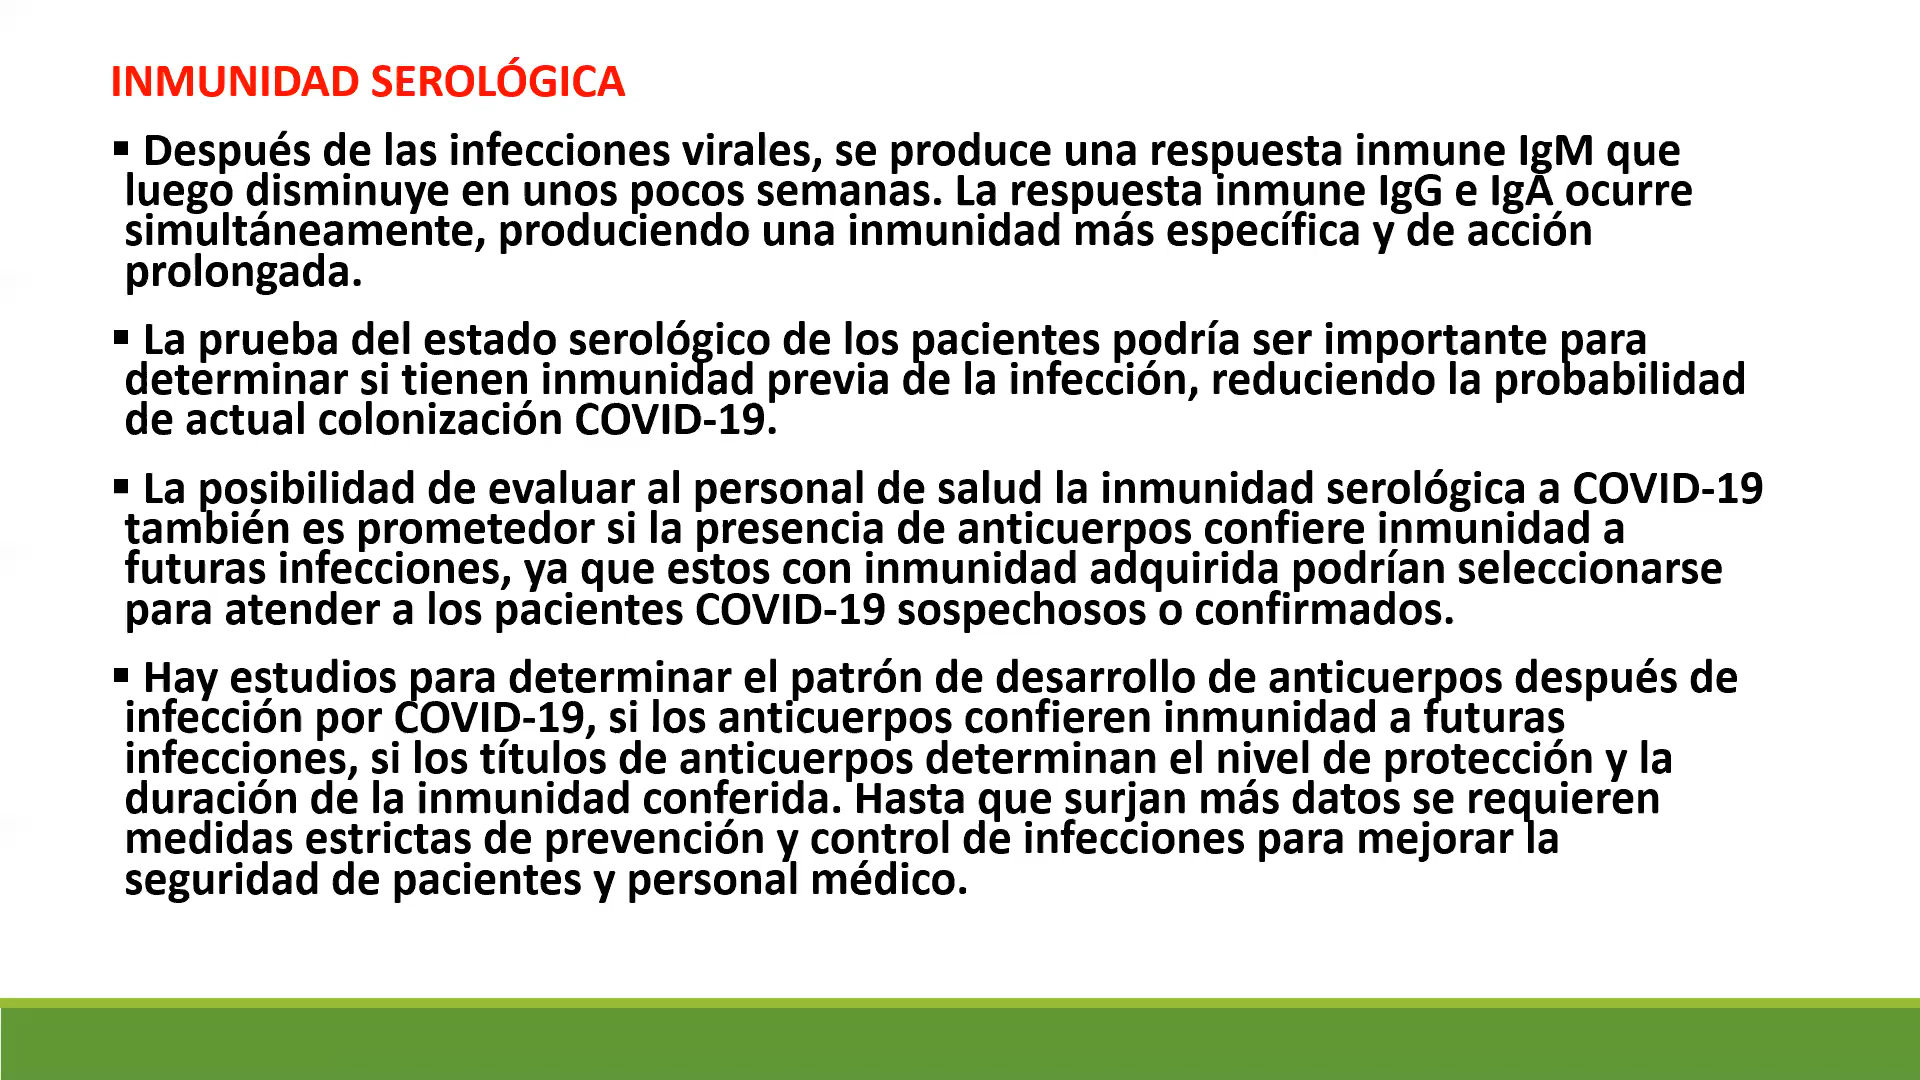 INMUNIDAD SEROLÓGICA
▪ Después de las infecciones virales, se produce una respuesta inmune IgM que
luego disminuye en unos pocos semanas. La respuesta inmune IgG e IgA ocurre
simultáneamente, produciendo una inmunidad más específica y de acción
prolongada.
▪ La prueba del estado serológico de los pacientes podría ser importante para
determinar si tienen inmunidad previa de la infección, reduciendo la probabilidad
de actual colonización COVID-19.
▪ La posibilidad de evaluar al personal de salud la inmunidad serológica a COVID-19
también es prometedor si la presencia de anticuerpos confiere inmunidad a
futuras infecciones, ya que estos con inmunidad adquirida podrían seleccionarse
para atender a los pacientes COVID-19 sospechosos o confirmados.
▪ Hay estudios para determinar el patrón de desarrollo de anticuerpos después de
infección por COVID-19, si los anticuerpos confieren inmunidad a futuras
infecciones, si los títulos de anticuerpos determinan el nivel de protección y la
duración de la inmunidad conferida. Hasta que surjan más datos se requieren
medidas estrictas de prevención y control de infecciones para mejorar la
seguridad de pacientes y personal médico.